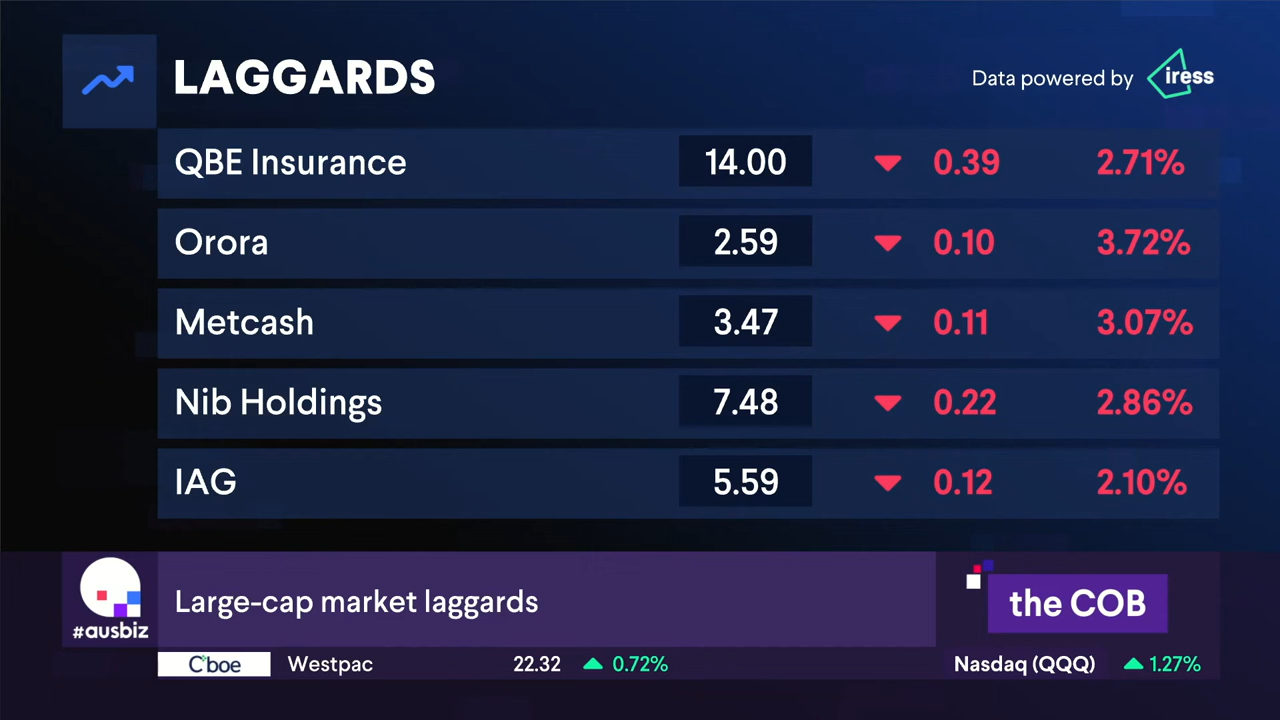 LAGGARDS
Data powered by iress
QBE Insurance 14.00 ▼ 0.39 2.71%
Orora 2.59 ▼ 0.10 3.72%
Metcash 3.47 ▼ 0.11 3.07%
Nib Holdings 7.48 ▼ 0.22 2.86%
IAG 5.59 ▼ 0.12 2.10%
Large-cap market laggards
#ausbiz
the COB
Cboe Westpac 22.32 ▲ 0.72% Nasdaq (QQQ) ▲ 1.27%